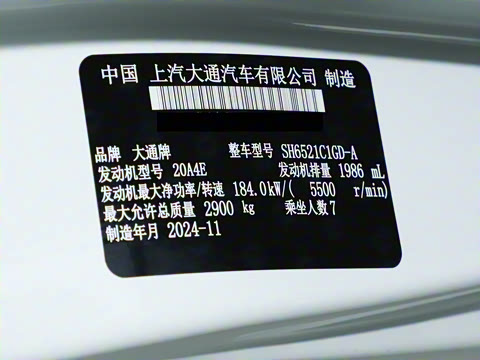 中国 上汽大通汽车有限公司 制造
品牌 大通牌 整车型号 SH6521C1GD-A
发动机型号 20A4E 发动机排量 1986 mL
发动机最大净功率/转速 184.0kW/( 5500 r/min)
最大允许总质量 2900 kg 乘坐人数 7
制造年月 2024-11